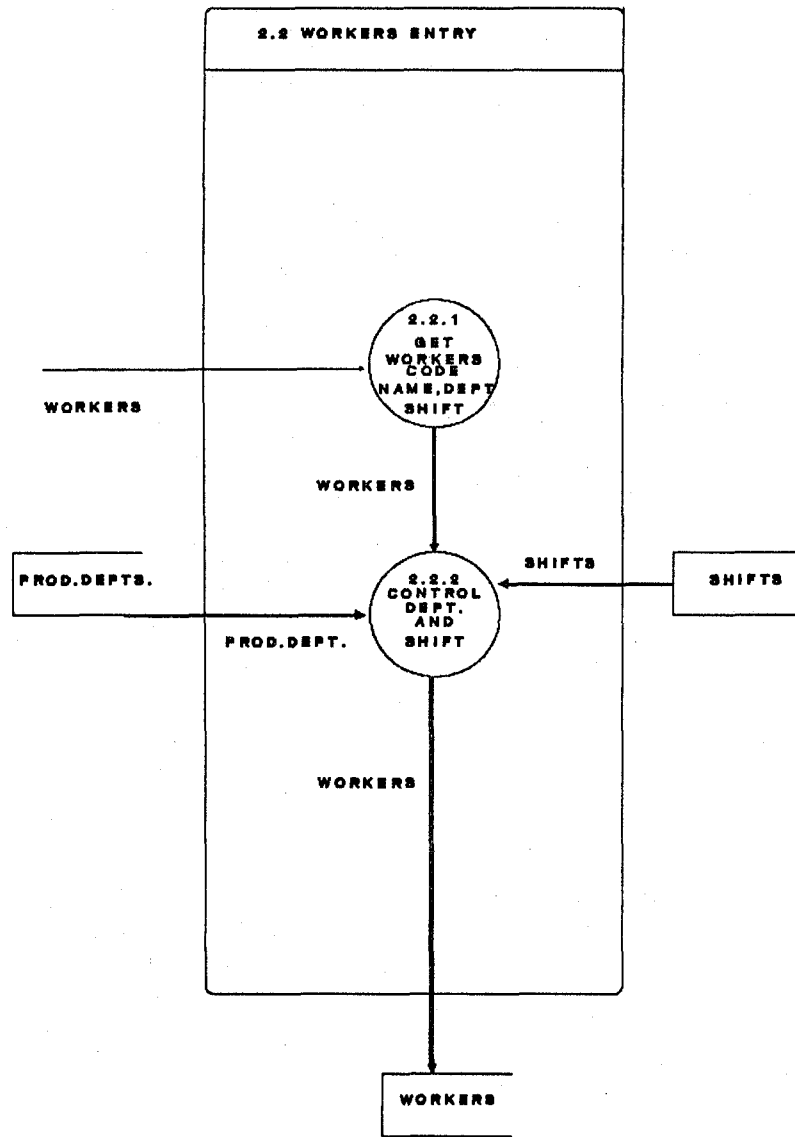 2.2 WORKERS ENTRY
2.2.1
GET
WORKERS
CODE
NAME,DEPT
SHIFT
WORKERS
WORKERS
PROD.DEPTS.
2.2.2
CONTROL
DEPT.
AND
SHIFT
SHIFTS
SHIFTS
PROD.DEPT.
WORKERS
WORKERS